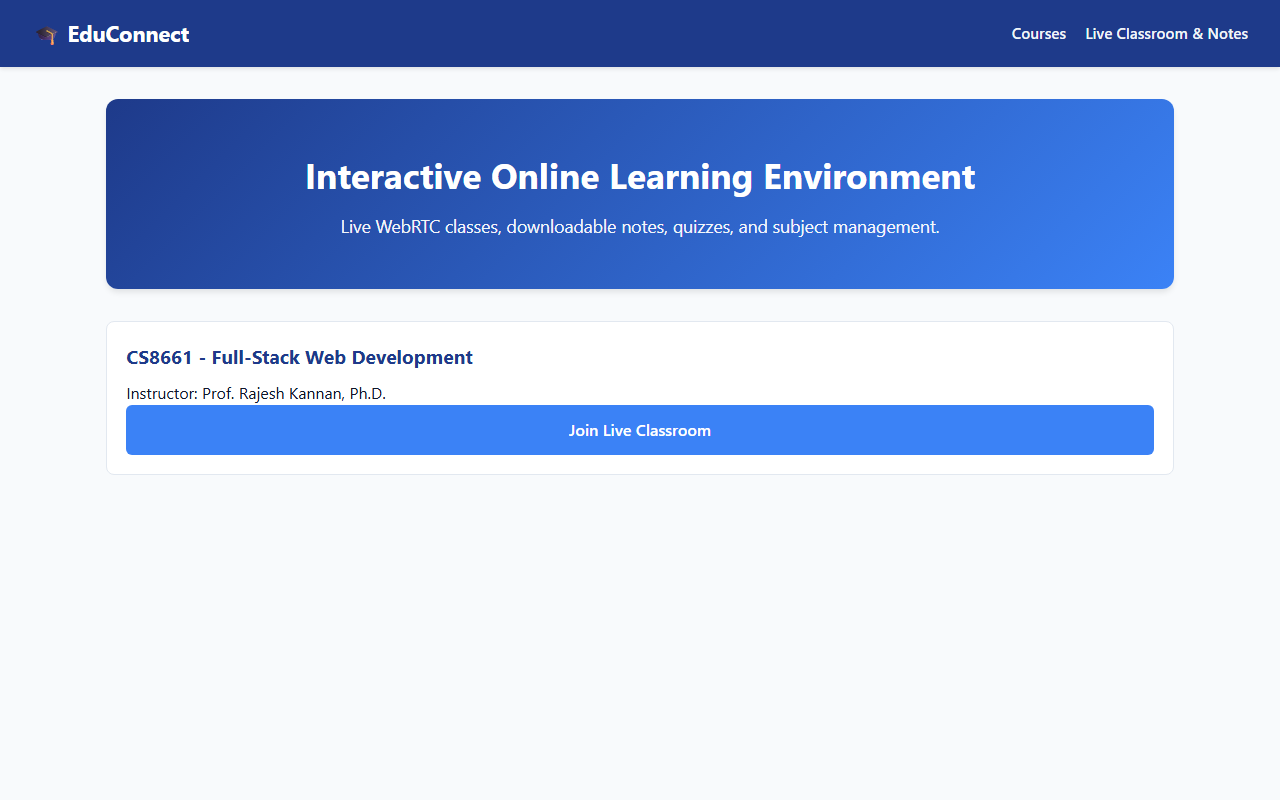 EduConnect
Courses
Live Classroom & Notes
Interactive Online Learning Environment
Live WebRTC classes, downloadable notes, quizzes, and subject management.
CS8661 - Full-Stack Web Development
Instructor: Prof. Rajesh Kannan, Ph.D.
Join Live Classroom